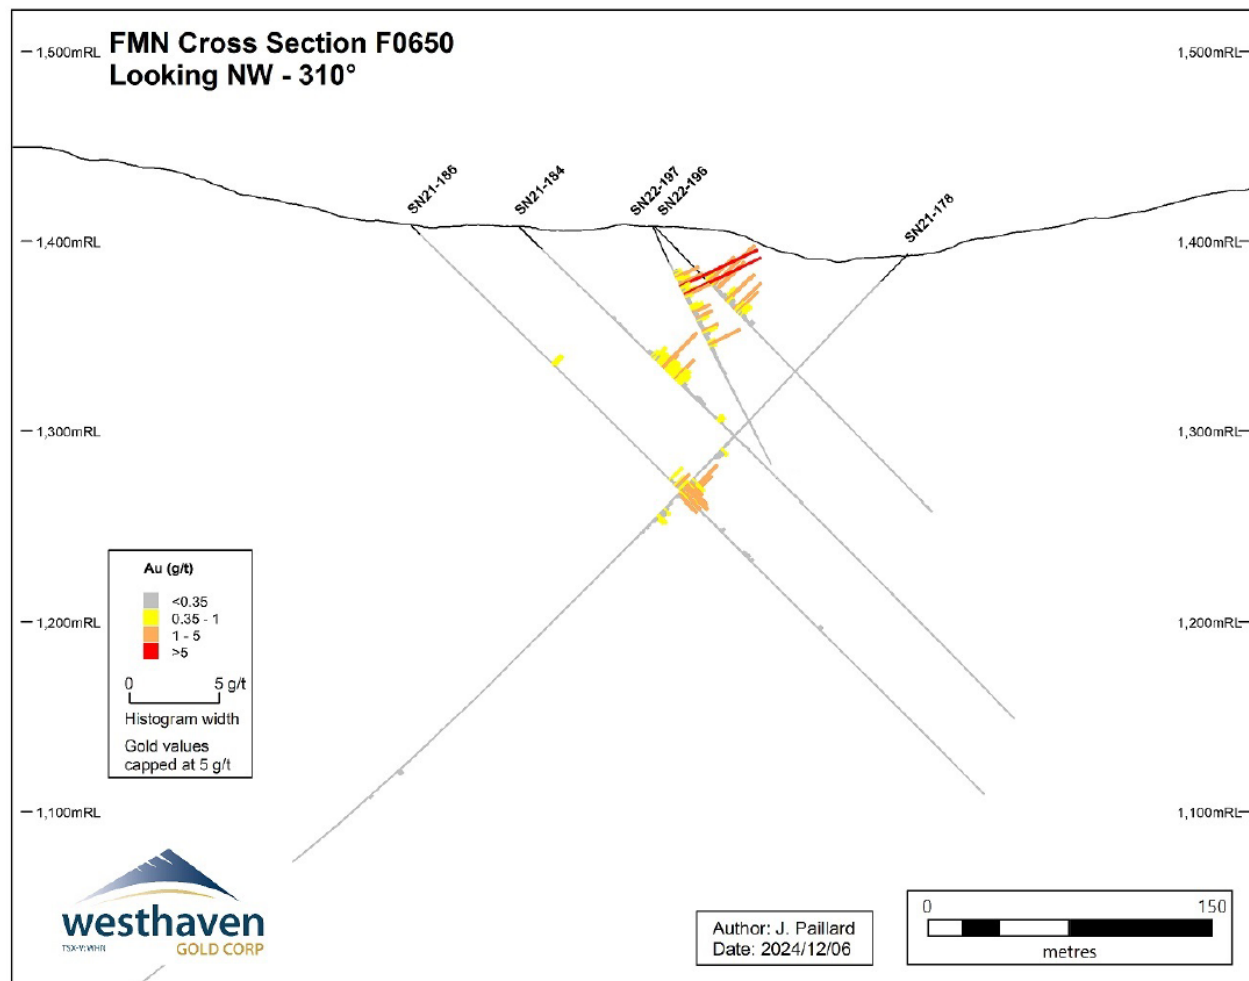 FMN Cross Section F0650
Looking NW - 310°
1,500mRL
1,500mRL
SN21-186
SN21-184
SN22-197
SN22-196
SN21-178
1,400mRL
1,400mRL
1,300mRL
1,300mRL
Au (g/t)
<0.35
0.35 - 1
1 - 5
>5
0 5 g/t
Histogram width
Gold values
capped at 5 g/t
1,200mRL
1,200mRL
1,100mRL
1,100mRL
westhaven
TSX-V:WHN
GOLD CORP
Author: J. Paillard
Date: 2024/12/06
0 150
metres